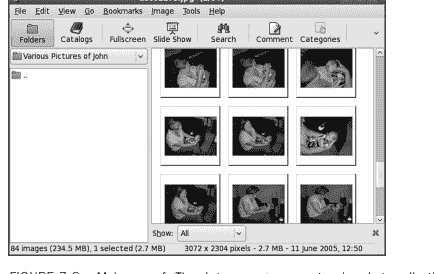 File Edit View Go Bookmarks Image Tools Help
Folders Catalogs Fullscreen Slide Show Search Comment Categories
Various Pictures of John
..
Show: All
84 images (234.5 MB), 1 selected (2.7 MB) 3072 x 2304 pixels - 2.7 MB - 11 June 2005, 12:50